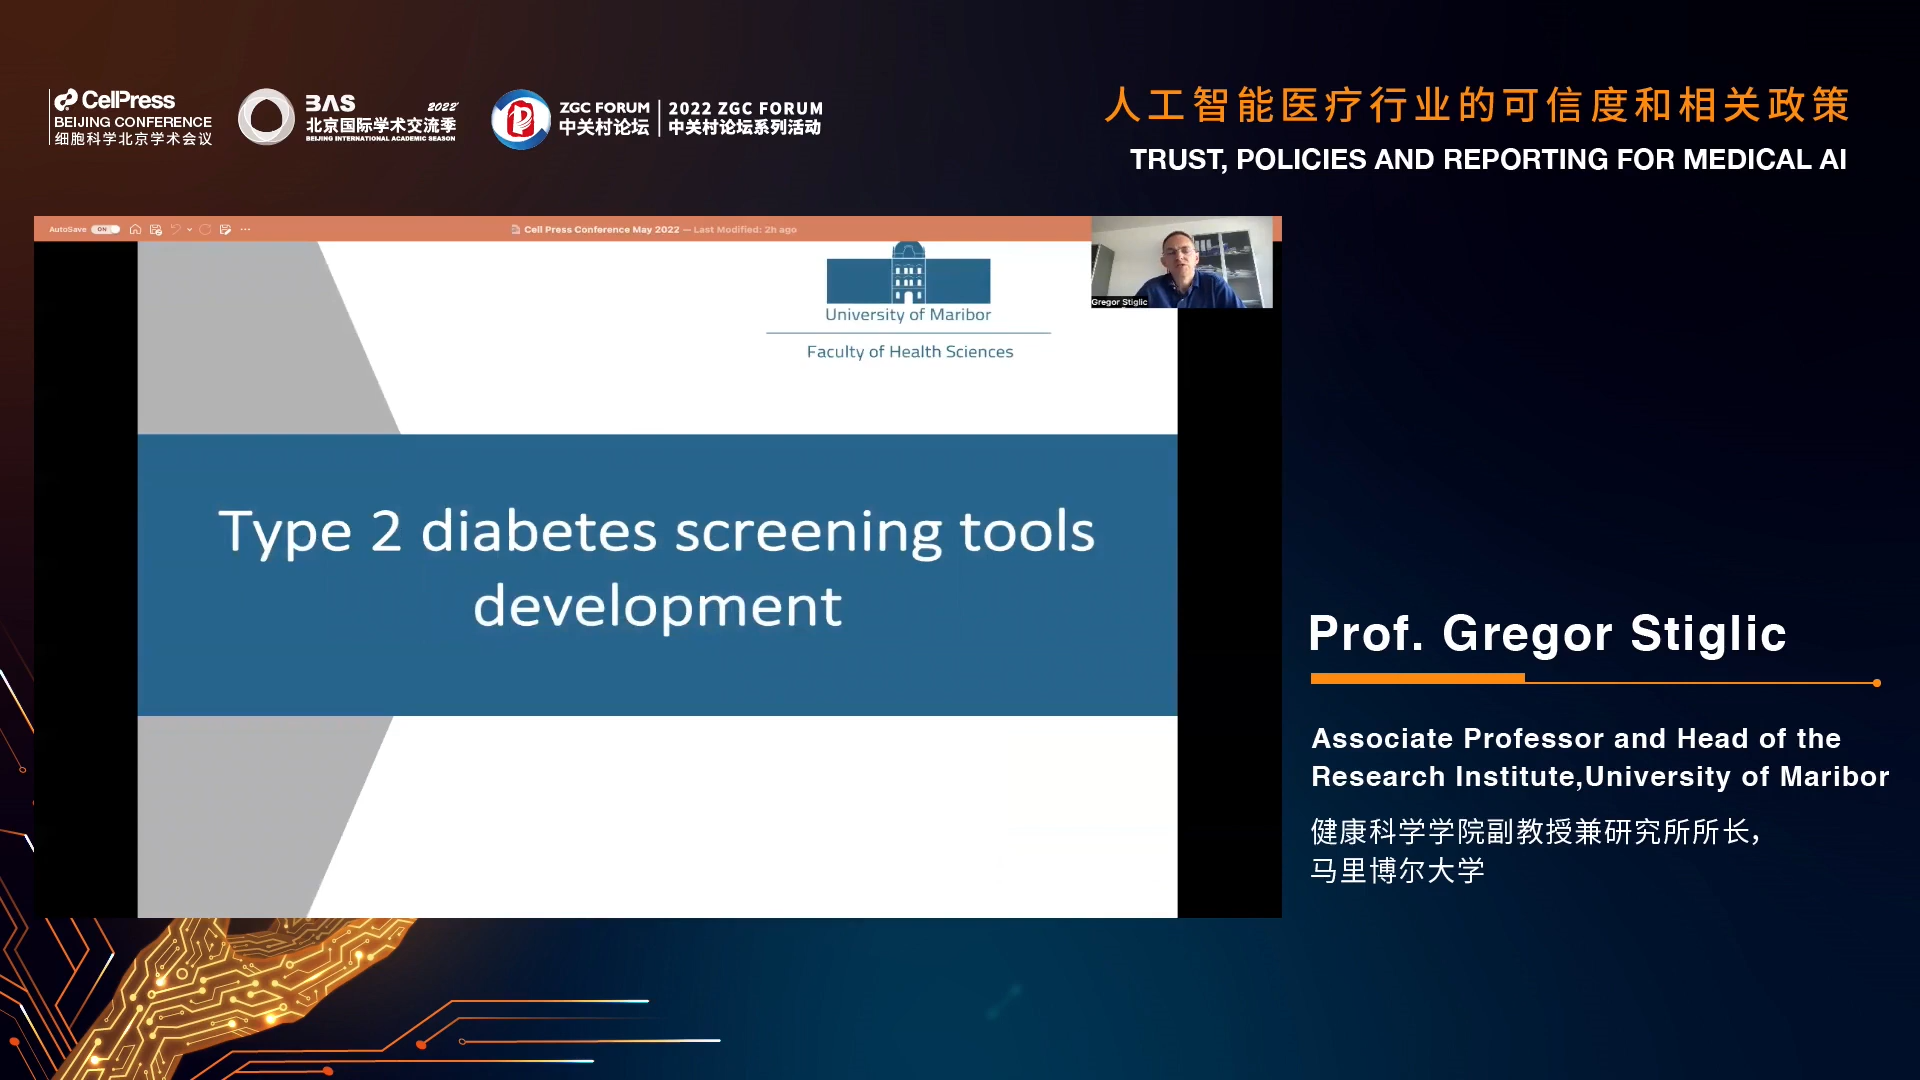 CellPress
BEIJING CONFERENCE
细胞科学北京学术会议
BAS 2022'
北京国际学术交流季
BEIJING INTERNATIONAL ACADEMIC SEASON
ZGC FORUM
中关村论坛
2022 ZGC FORUM
中关村论坛系列活动
人工智能医疗行业的可信度和相关政策
TRUST, POLICIES AND REPORTING FOR MEDICAL AI
AutoSave ON
Cell Press Conference May 2022 — Last Modified: 2h ago
Gregor Stiglic
University of Maribor
Faculty of Health Sciences
Type 2 diabetes screening tools
development
Prof. Gregor Stiglic
Associate Professor and Head of the
Research Institute,University of Maribor
健康科学学院副教授兼研究所所长,
马里博尔大学